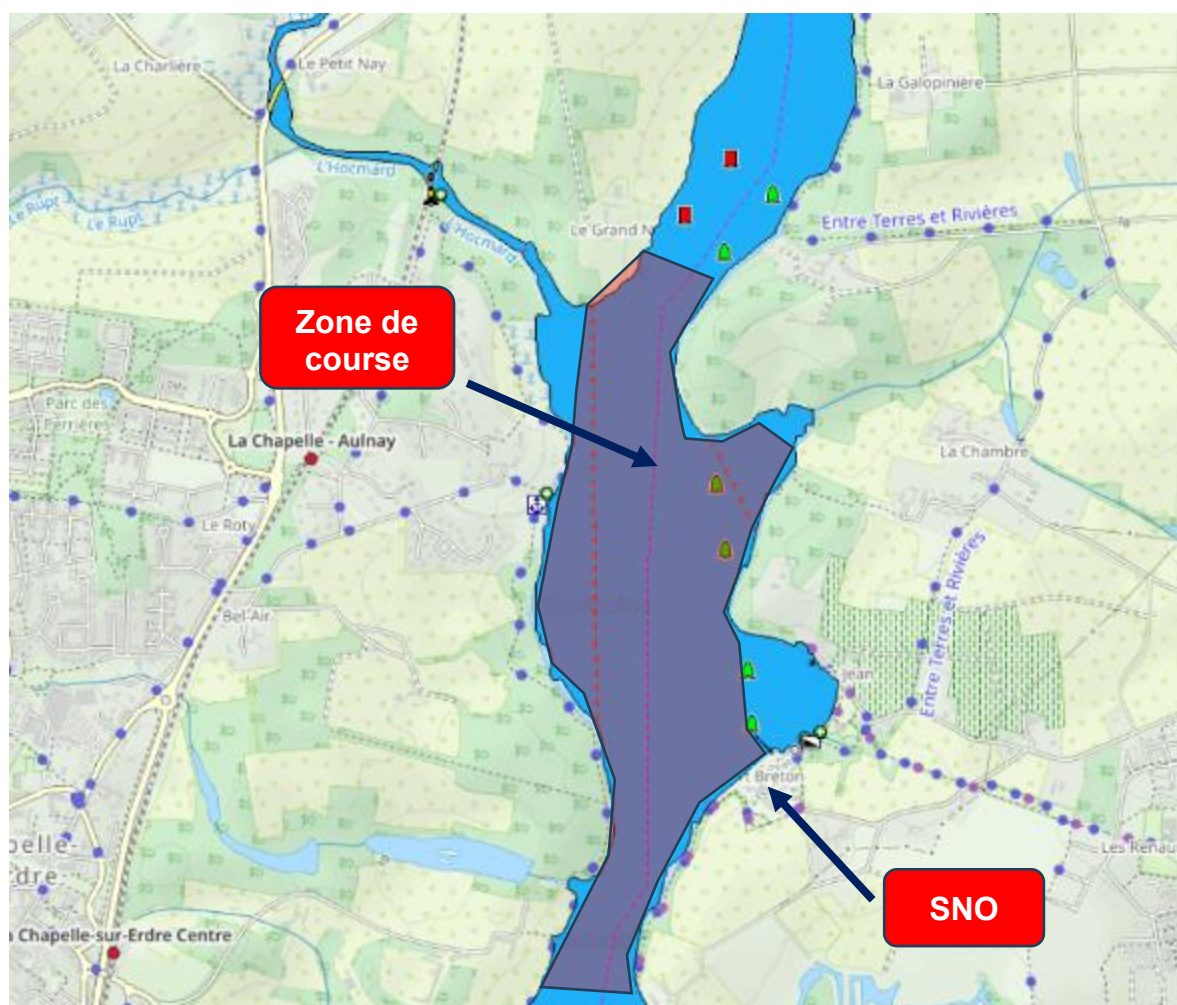 La Charlière
Le Petit Nay
La Galopinière
L'Hocmard
Le Rupt
Le Rupt
Entre Terres et Rivières
L'Hocmard
Le Grand N
Zone de
course
Parc des
Perrières
La Chapelle - Aulnay
La Chambre
Le Roty
Entre Terres et Rivières
Bel-Air
Jean
t Breton
pelle-
rdre
Les Renau
SNO
a Chapelle-sur-Erdre Centre